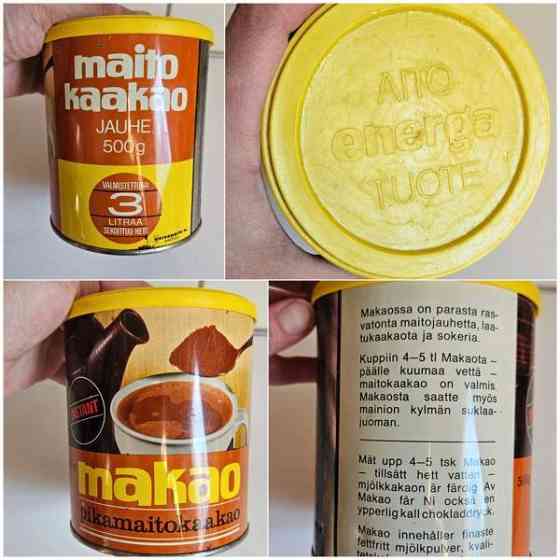 maito
kaakao
JAUHE
500g
VALMISTETTUNA
3
LITRAA
SEKOITTUU HETI
AITO
energa
TUOTE
INSTANT
makao
pikamaitokaakao
Makaossa on parasta ras-
vatonta maitojauhetta, laa-
tukaakaota ja sokeria.
Kuppiin 4–5 tl Makaota –
päälle kuumaa vettä –
maitokaakao on valmis.
Makaosta saatte myös
mainion kylmän suklaa-
juoman.
Mät upp 4–5 tsk Makao
– tillsätt hett vatten –
mjölkkakaon är färdig. Av
Makao får Ni också en
ypperlig kall chokladdryck.
Makao innehåller finaste
fettfritt mjölkpulver, kvali-